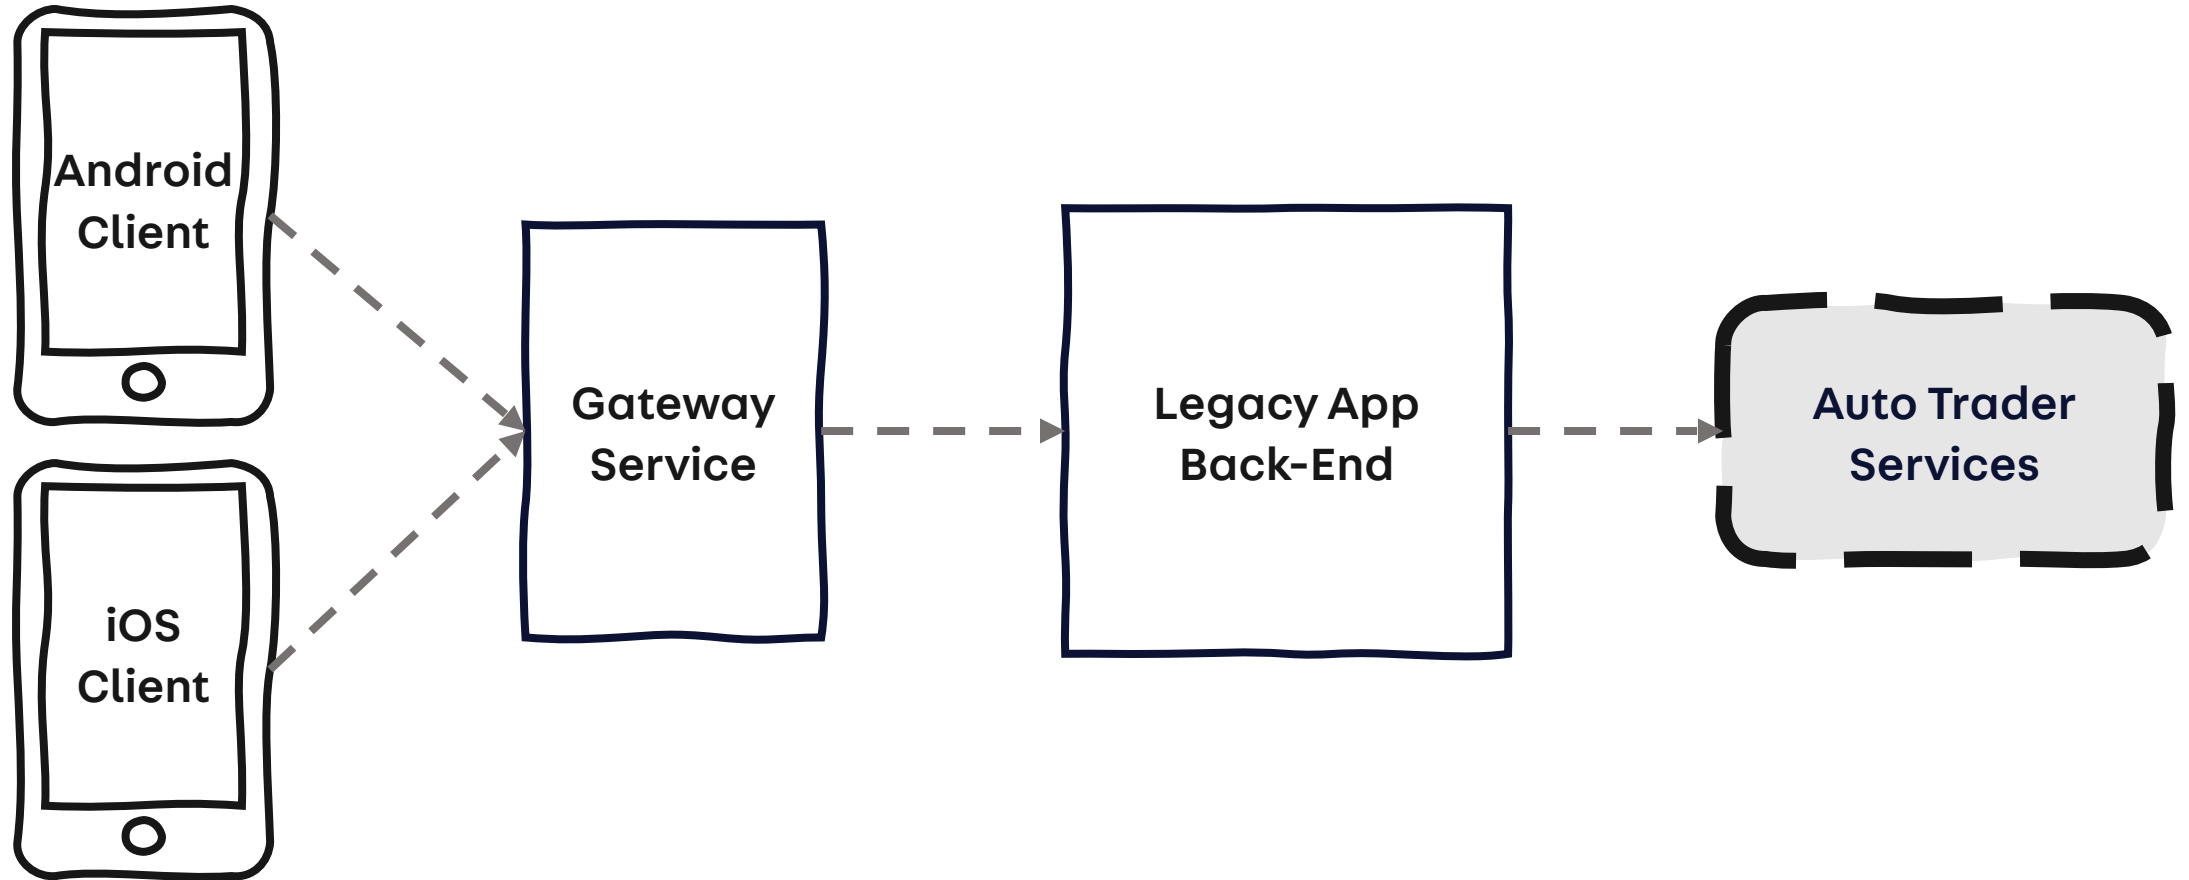 Android
Client
iOS
Client
Gateway
Service
Legacy App
Back-End
Auto Trader
Services